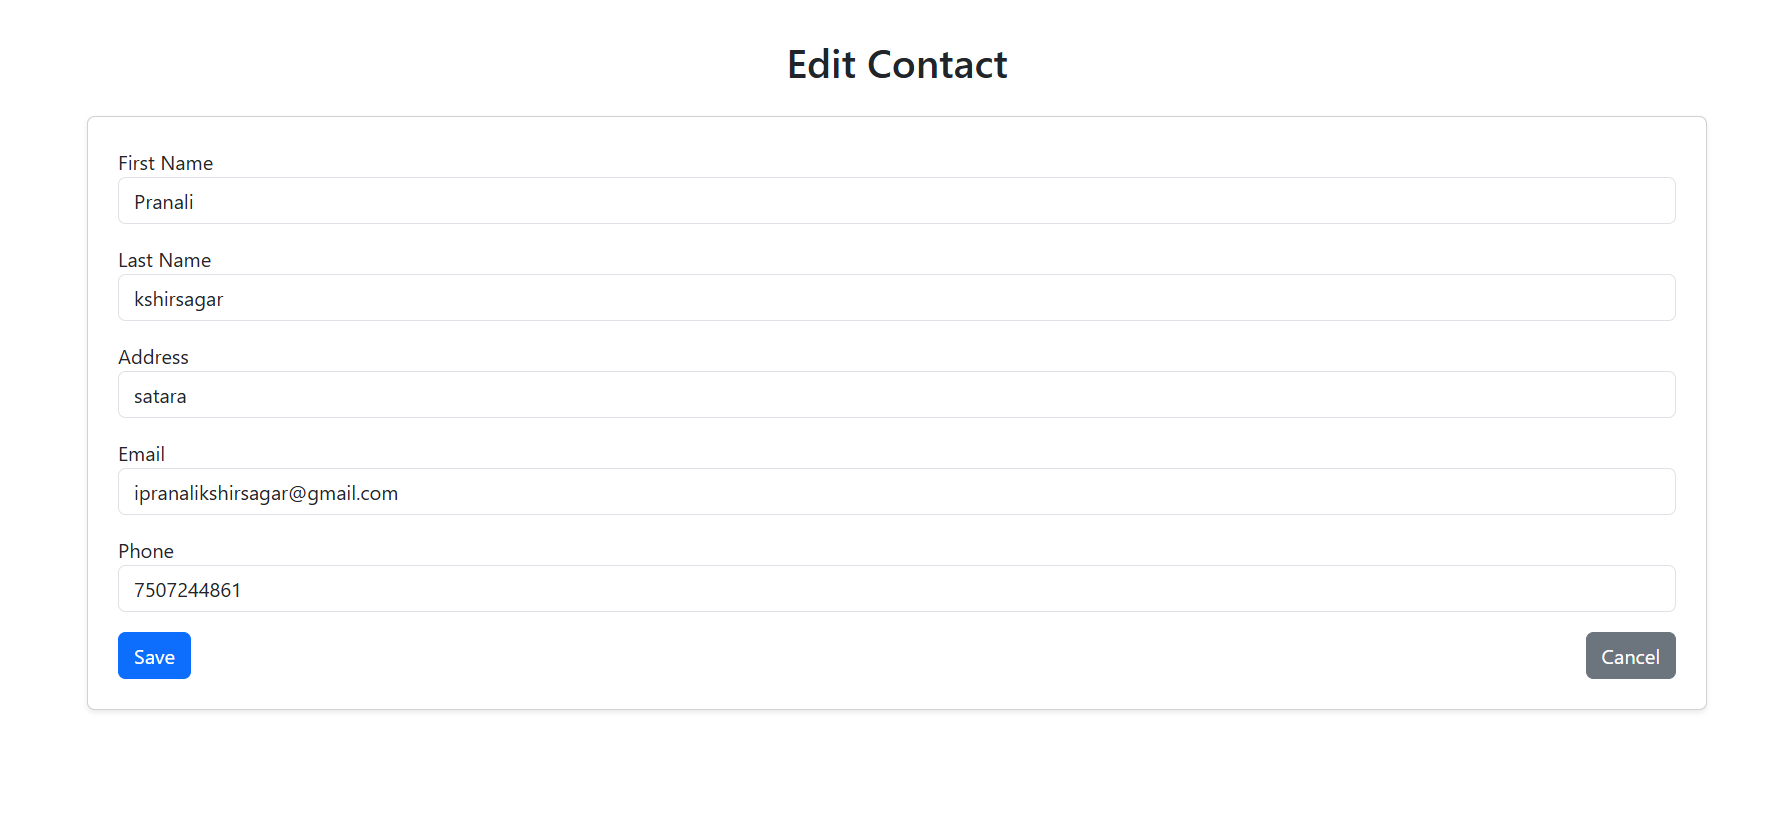 Edit Contact
First Name
Pranali
Last Name
kshirsagar
Address
satara
Email
ipranalikshirsagar@gmail.com
Phone
7507244861
Save
Cancel